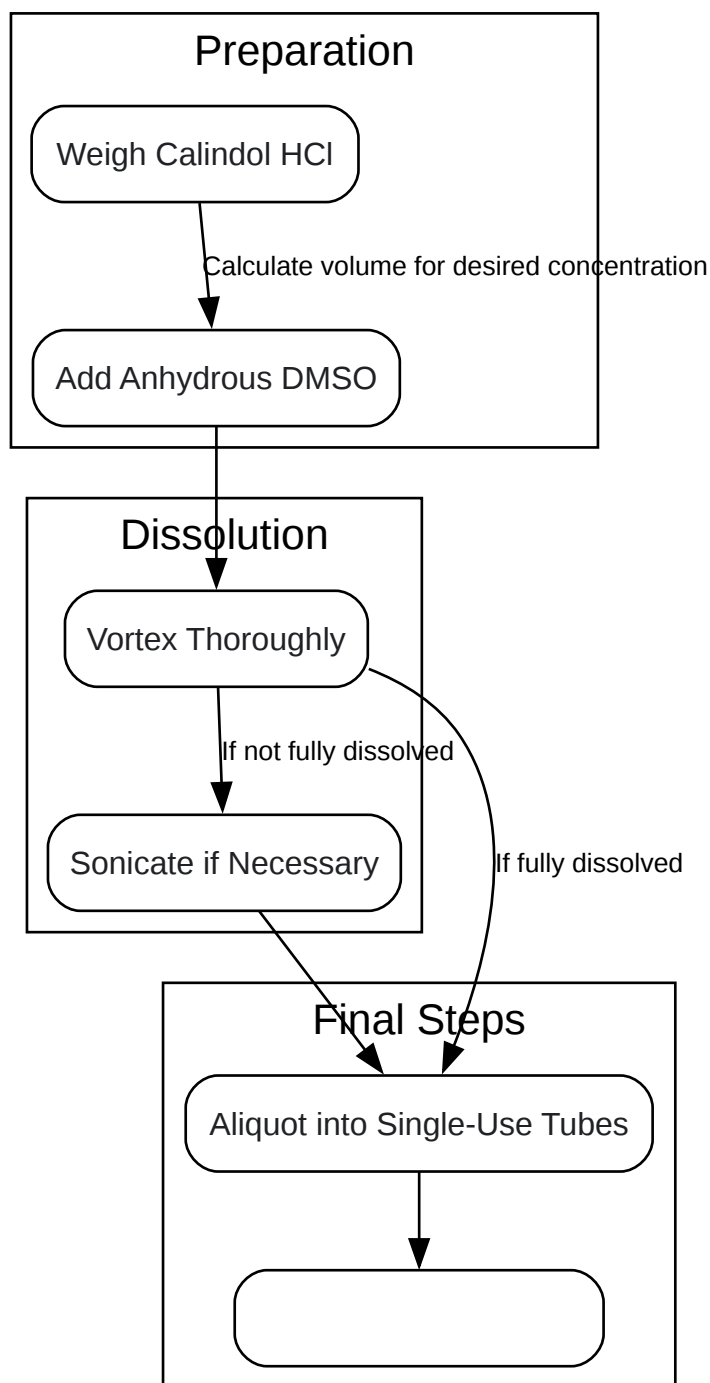 Preparation
Weigh Calindol HCl
Calculate volume for desired concentration
Add Anhydrous DMSO
Dissolution
Vortex Thoroughly
If not fully dissolved
Sonicate if Necessary
If fully dissolved
Final Steps
Aliquot into Single-Use Tubes